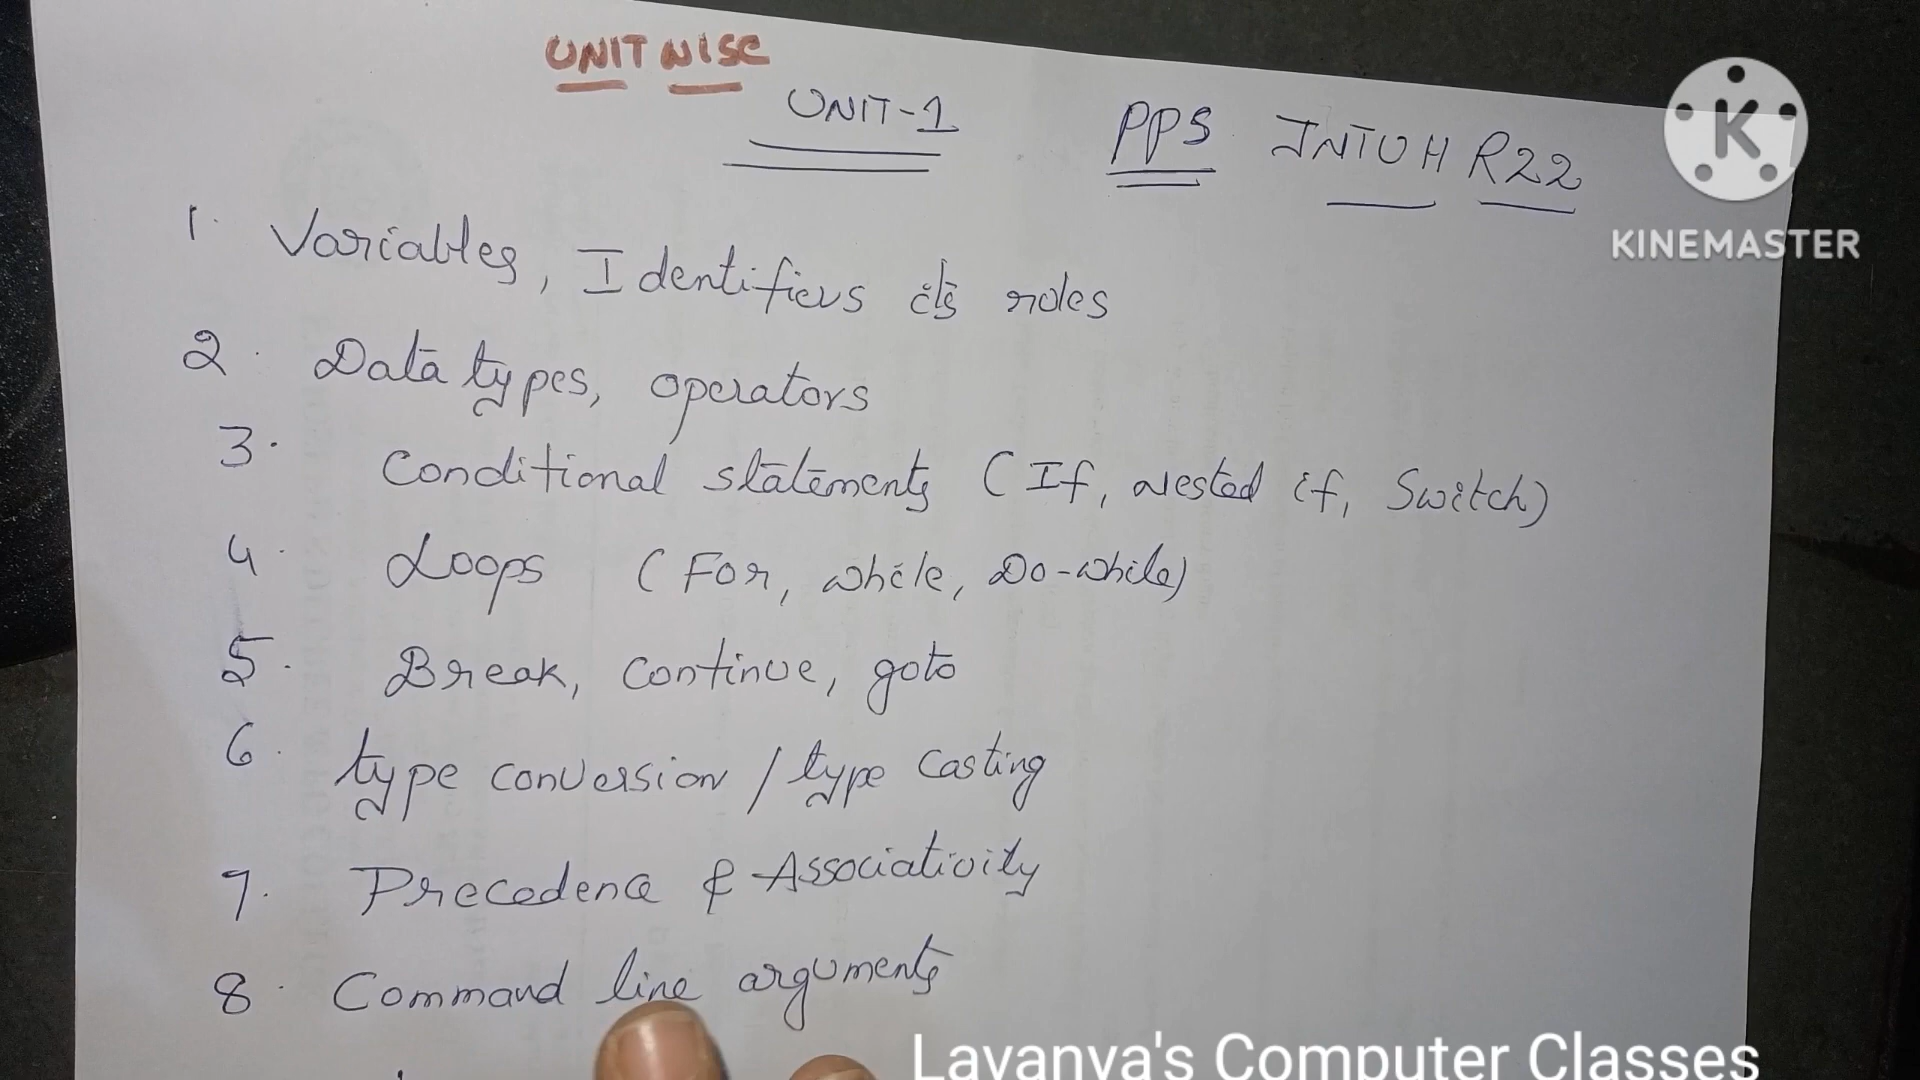 UNIT WISE
UNIT-1
PPS JNTUH R22
K
KINEMASTER
1. Variables, Identifiers its rules
2. Data types, operators
3. Conditional statements (If, Nested if, Switch)
4. Loops (For, while, Do-while)
5. Break, continue, goto
6. type conversion / type casting
7. Precedence & Associativity
8. Command line arguments
Lavanya's Computer Classes